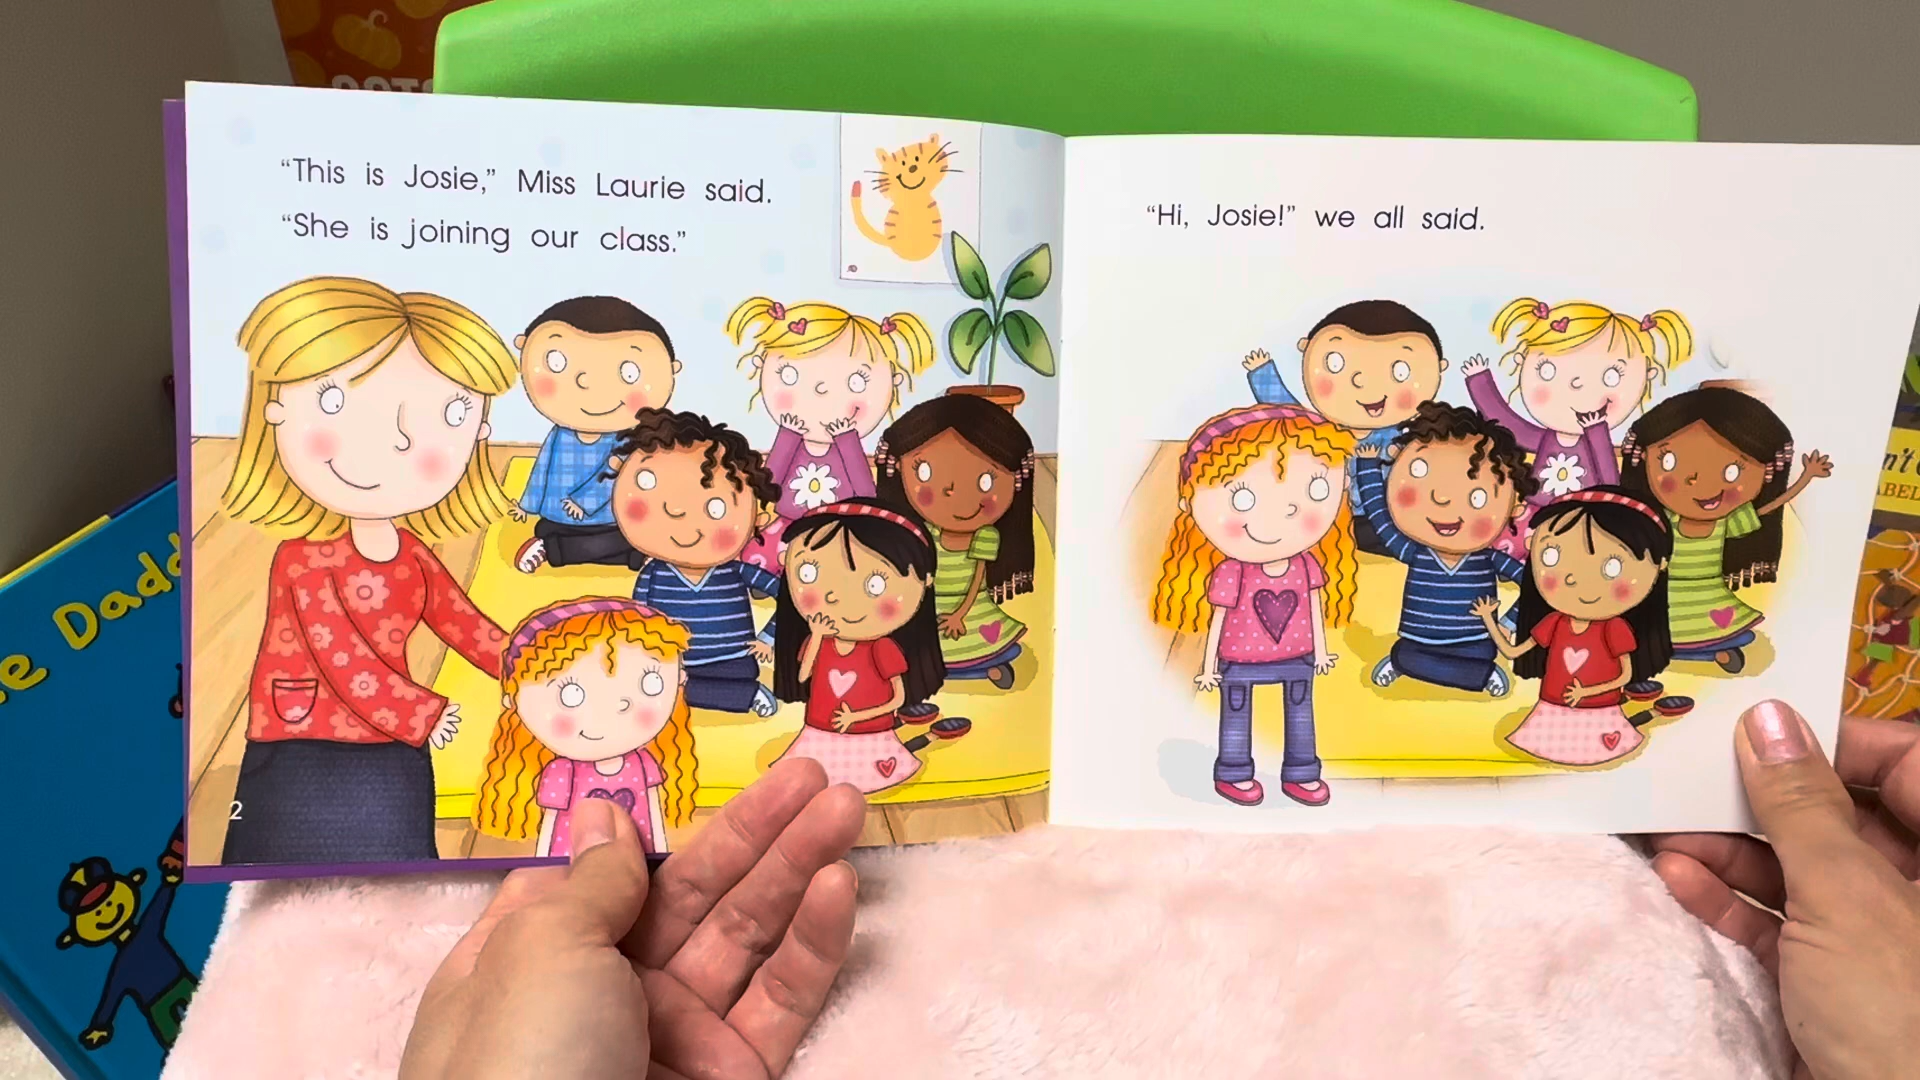 “This is Josie,” Miss Laurie said.
“She is joining our class.”
2
“Hi, Josie!” we all said.